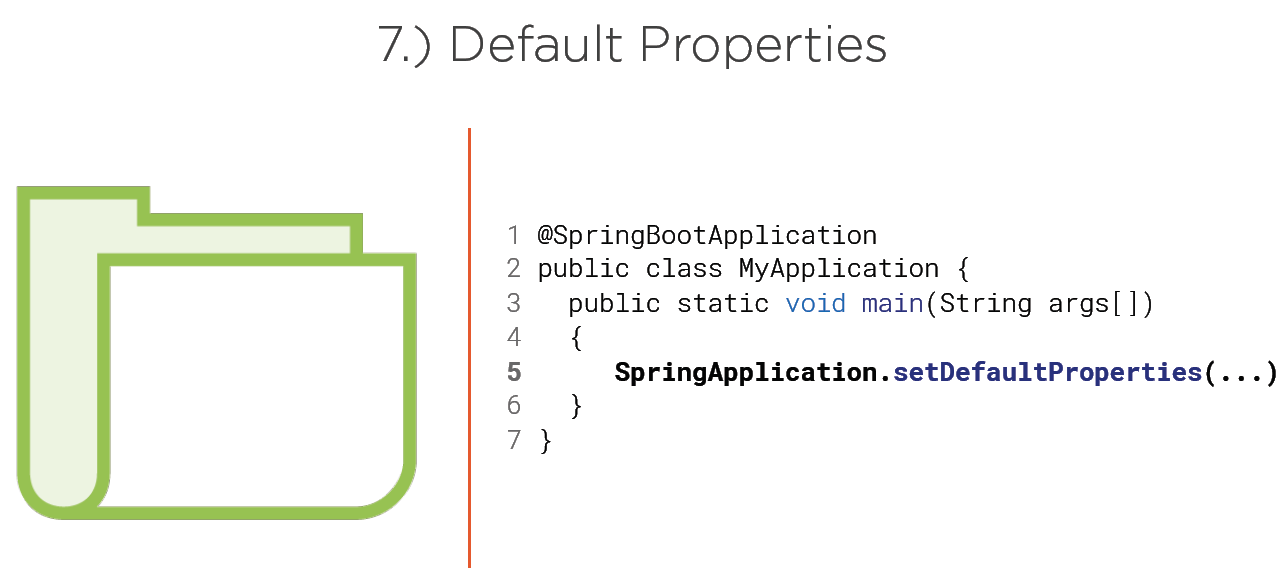 7.) Default Properties
1 @SpringBootApplication
2 public class MyApplication {
3 public static void main(String args[])
4 {
5 SpringApplication.setDefaultProperties(...)
6 }
7 }